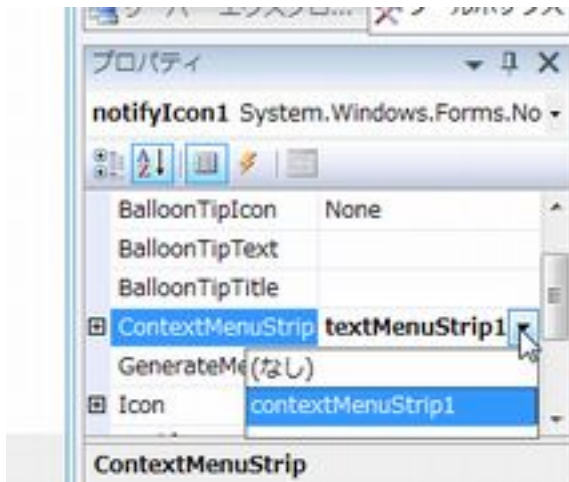 プロパティ
notifyIcon1 System.Windows.Forms.No
BalloonTipIcon None
BalloonTipText
BalloonTipTitle
ContextMenuStrip textMenuStrip1
GenerateMe
(なし)
Icon
contextMenuStrip1
ContextMenuStrip